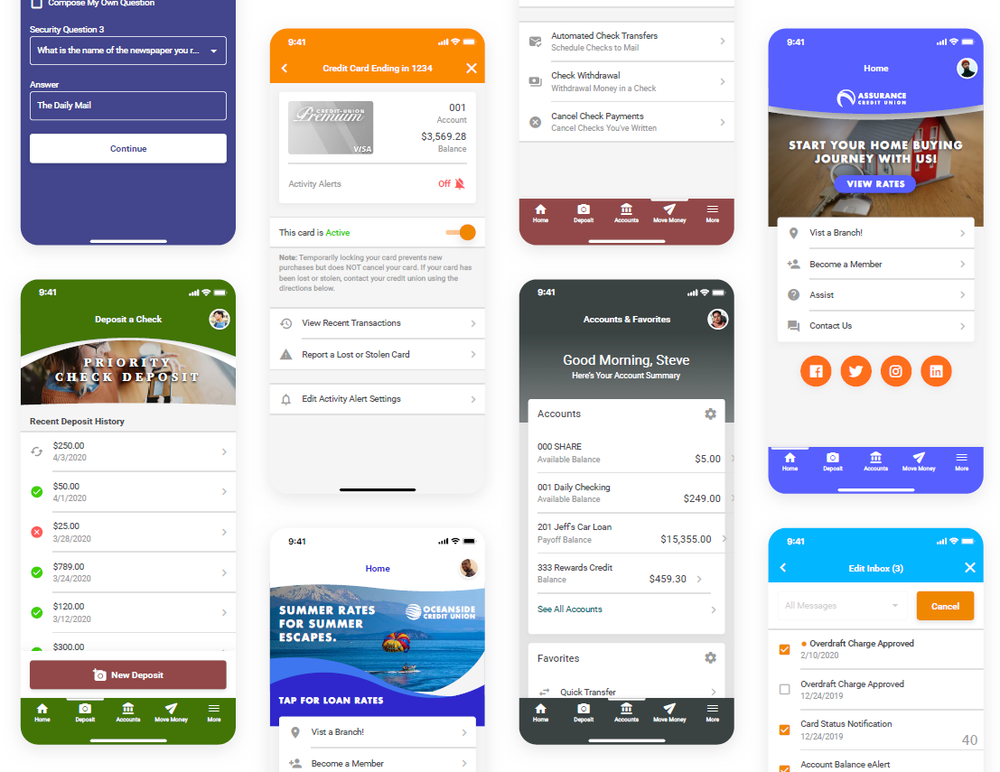 Compose My Own Question
Security Question 3
What is the name of the newspaper you r...
Answer
The Daily Mail
Continue
9:41
Deposit a Check
PRIORITY
CHECK DEPOSIT
Recent Deposit History
$250.00
4/3/2020
$50.00
4/1/2020
$25.00
3/28/2020
$789.00
3/24/2020
$120.00
3/12/2020
$300.00
New Deposit
Home Deposit Accounts Move Money More
9:41
Credit Card Ending in 1234
CREDIT-UNION
Premium
VISA
001
Account
$3,569.28
Balance
Activity Alerts Off
This card is Active
Note: Temporarily locking your card prevents new
purchases but does NOT cancel your card. If your card has
been lost or stolen, contact your credit union using the
directions below.
View Recent Transactions
Report a Lost or Stolen Card
Edit Activity Alert Settings
9:41
Home
SUMMER RATES
FOR SUMMER
ESCAPES.
OCEANSIDE
CREDIT UNION
TAP FOR LOAN RATES
Vist a Branch!
Become a Member
Automated Check Transfers
Schedule Checks to Mail
Check Withdrawal
Withdrawal Money in a Check
Cancel Check Payments
Cancel Checks You've Written
Home Deposit Accounts Move Money More
9:41
Accounts & Favorites
Good Morning, Steve
Here's Your Account Summary
Accounts
000 SHARE
Available Balance $5.00
001 Daily Checking
Available Balance $249.00
201 Jeff's Car Loan
Payoff Balance $15,355.00
333 Rewards Credit
Balance $459.30
See All Accounts
Favorites
Quick Transfer
Home Deposit Accounts Move Money More
9:41
Home
ASSURANCE
CREDIT UNION
START YOUR HOME BUYING
JOURNEY WITH US!
VIEW RATES
Vist a Branch!
Become a Member
Assist
Contact Us
Home Deposit Accounts Move Money More
9:41
Edit Inbox (3)
All Messages
Cancel
Overdraft Charge Approved
2/10/2020
Overdraft Charge Approved
12/24/2019
Card Status Notification
12/24/2019
40
Account Balance eAlert